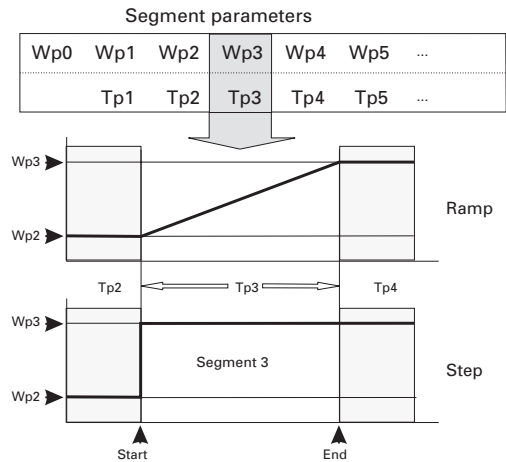 Segment parameters
Wp0 Wp1 Wp2 Wp3 Wp4 Wp5 ...
Tp1 Tp2 Tp3 Tp4 Tp5 ...
Wp3
Ramp
Wp2
Tp2 Tp3 Tp4
Wp3
Segment 3
Step
Wp2
Start End